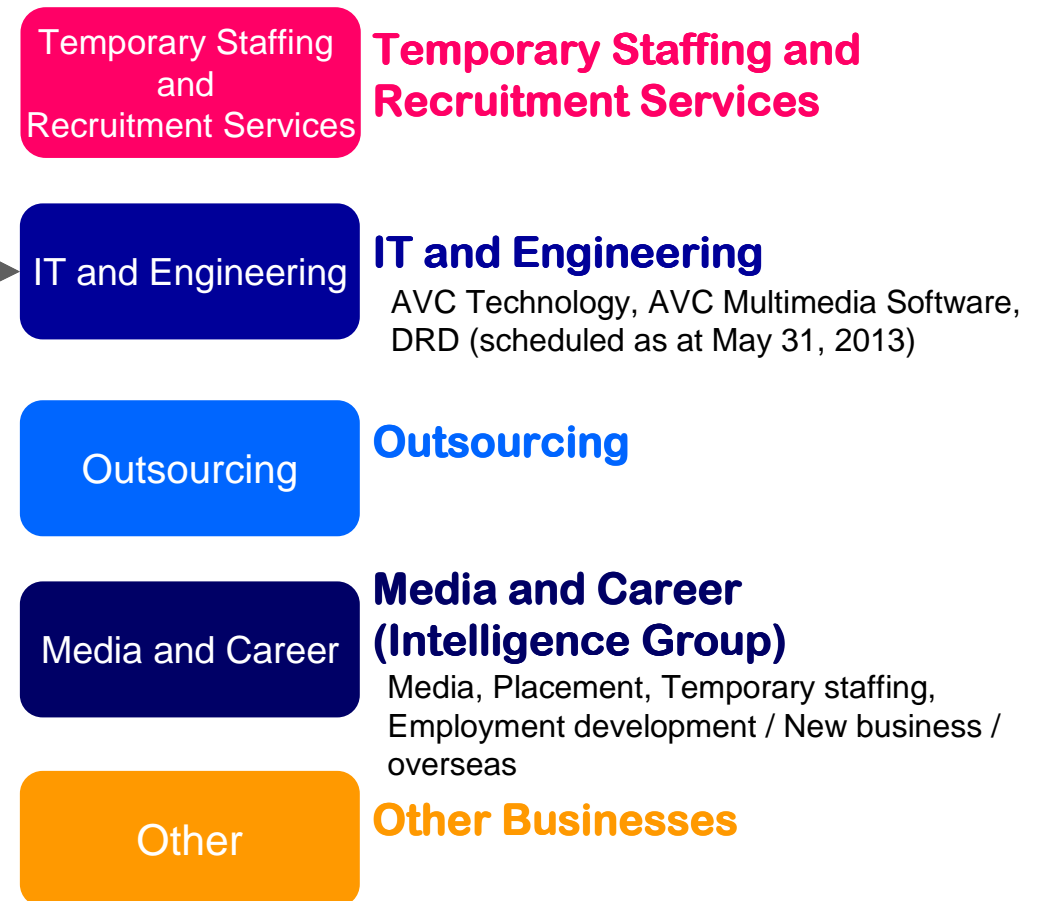 Temporary Staffing
and
Recruitment Services
Temporary Staffing and
Recruitment Services
IT and Engineering
IT and Engineering
AVC Technology, AVC Multimedia Software,
DRD (scheduled as at May 31, 2013)
Outsourcing
Outsourcing
Media and Career
Media and Career
(Intelligence Group)
Media, Placement, Temporary staffing,
Employment development / New business /
overseas
Other
Other Businesses